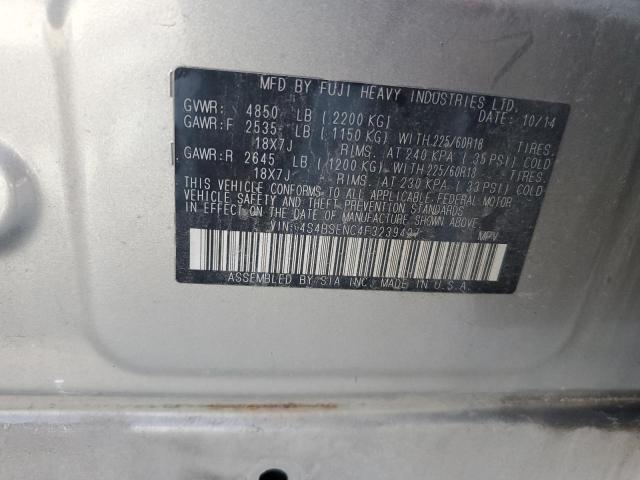 MFD BY FUJI HEAVY INDUSTRIES LTD.
GVWR: 4850 LB (2200 KG) DATE: 10/14
GAWR:F 2535 LB (1150 KG) WITH 225/60R18 TIRES.
18X7J RIMS. AT 240 KPA (35 PSI) COLD
GAWR:R 2645 LB (1200 KG) WITH 225/60R18 TIRES.
18X7J RIMS. AT 230 KPA (33 PSI) COLD
THIS VEHICLE CONFORMS TO ALL APPLICABLE FEDERAL MOTOR
VEHICLE SAFETY AND THEFT PREVENTION STANDARDS
IN EFFECT ON THE DATE OF MANUFACTURE SHOWN ABOVE.
VIN: MPV
ASSEMBLED BY SIA INC. MADE IN U.S.A.